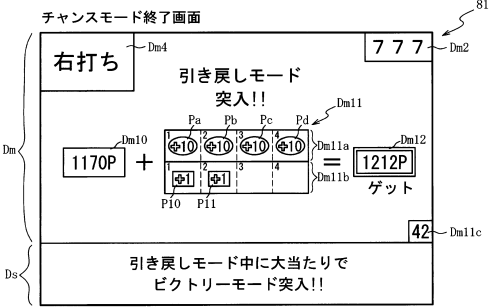 チャンスモード終了画面
81
右打ち
Dm4
777
Dm2
引き戻しモード
突入!!
Pa Pb Pc Pd
Dm11
Dm
Dm10
1170P
+
1 2 3 4
+10 +10 +10 +10
Dm11a
1 2 3 4
+1 +1
Dm11b
P10 P11
=
Dm12
1212P
ゲット
42
Dm11c
Ds
引き戻しモード中に大当たりで
ビクトリーモード突入!!